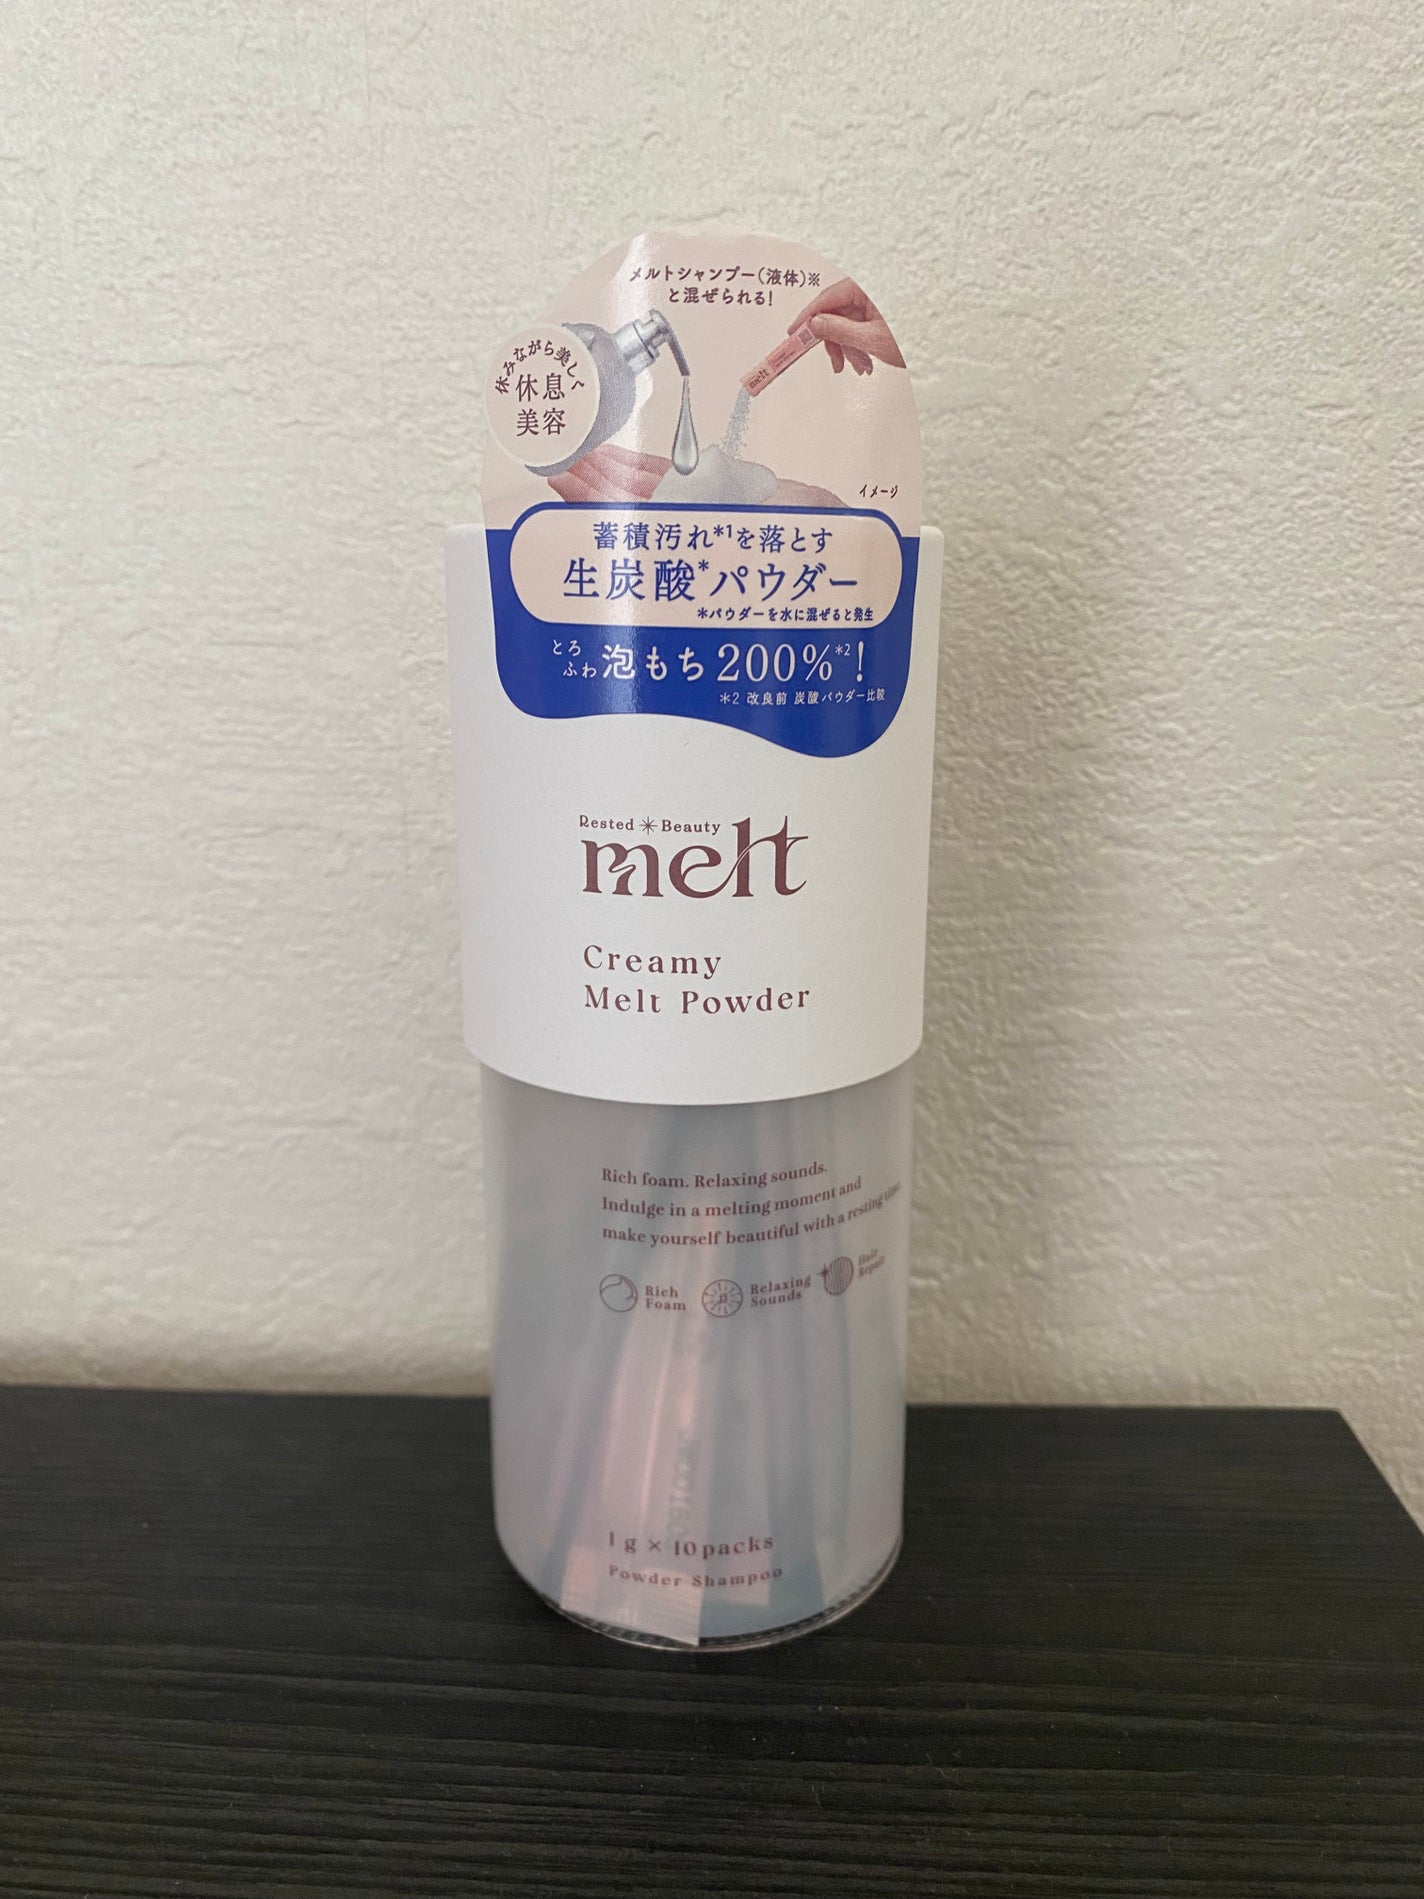 メルトシャンプー(液体)※
と混ぜられる!
休みながら美しく
休息
美容
melt
イメージ
蓄積汚れ*1を落とす
生炭酸*パウダー
*パウダーを水に混ぜると発生
とろ
ふわ 泡もち200%*2!
*2 改良前 炭酸パウダー比較
Rested Beauty
melt
Creamy
Melt Powder
Rich foam. Relaxing sounds.
Indulge in a melting moment and
make yourself beautiful with a resting time.
Rich
Foam
Relaxing
Sounds
Hair
Repair
1g×10packs
Powder Shampoo